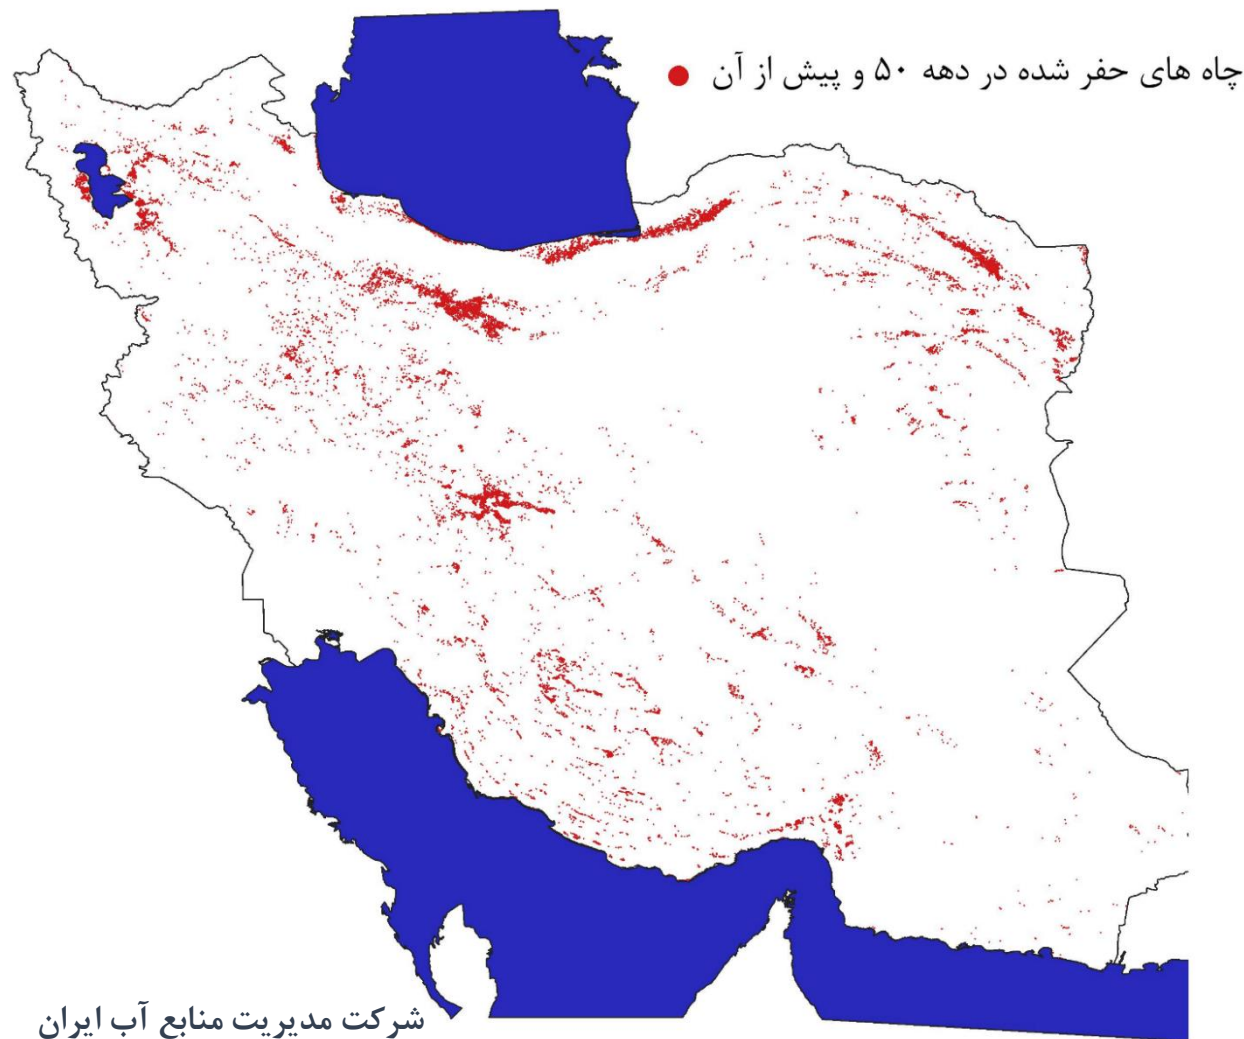 چاه های حفر شده در دهه ۵۰ و پیش از آن
شرکت مدیریت منابع آب ایران